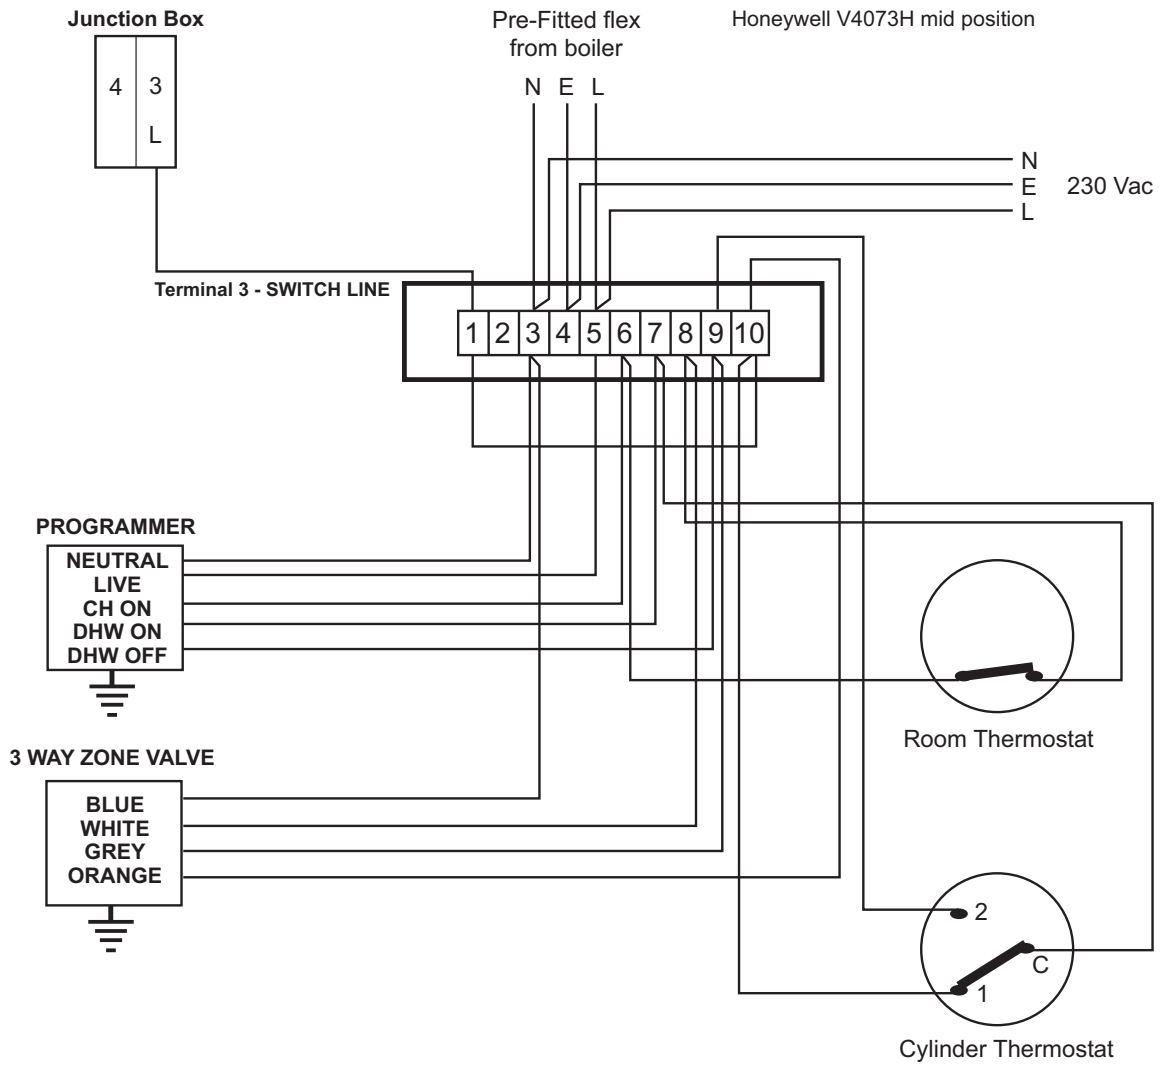 Junction Box
4 3
L
Pre-Fitted flex
from boiler
N E L
Honeywell V4073H mid position
N
E
L
230 Vac
Terminal 3 - SWITCH LINE
1 2 3 4 5 6 7 8 9 10
PROGRAMMER
NEUTRAL
LIVE
CH ON
DHW ON
DHW OFF
Room Thermostat
3 WAY ZONE VALVE
BLUE
WHITE
GREY
ORANGE
2
C
1
Cylinder Thermostat